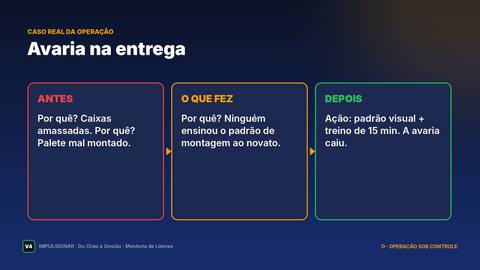 CASO REAL DA OPERAÇÃO
Avaria na entrega
ANTES
Por quê? Caixas
amassadas. Por quê?
Palete mal montado.
O QUE FEZ
Por quê? Ninguém
ensinou o padrão de
montagem ao novato.
DEPOIS
Ação: padrão visual +
treino de 15 min. A avaria
caiu.
V4 IMPULSIONAR · Do Chão à Gestão · Mentoria de Líderes
O · OPERAÇÃO SOB CONTROLE